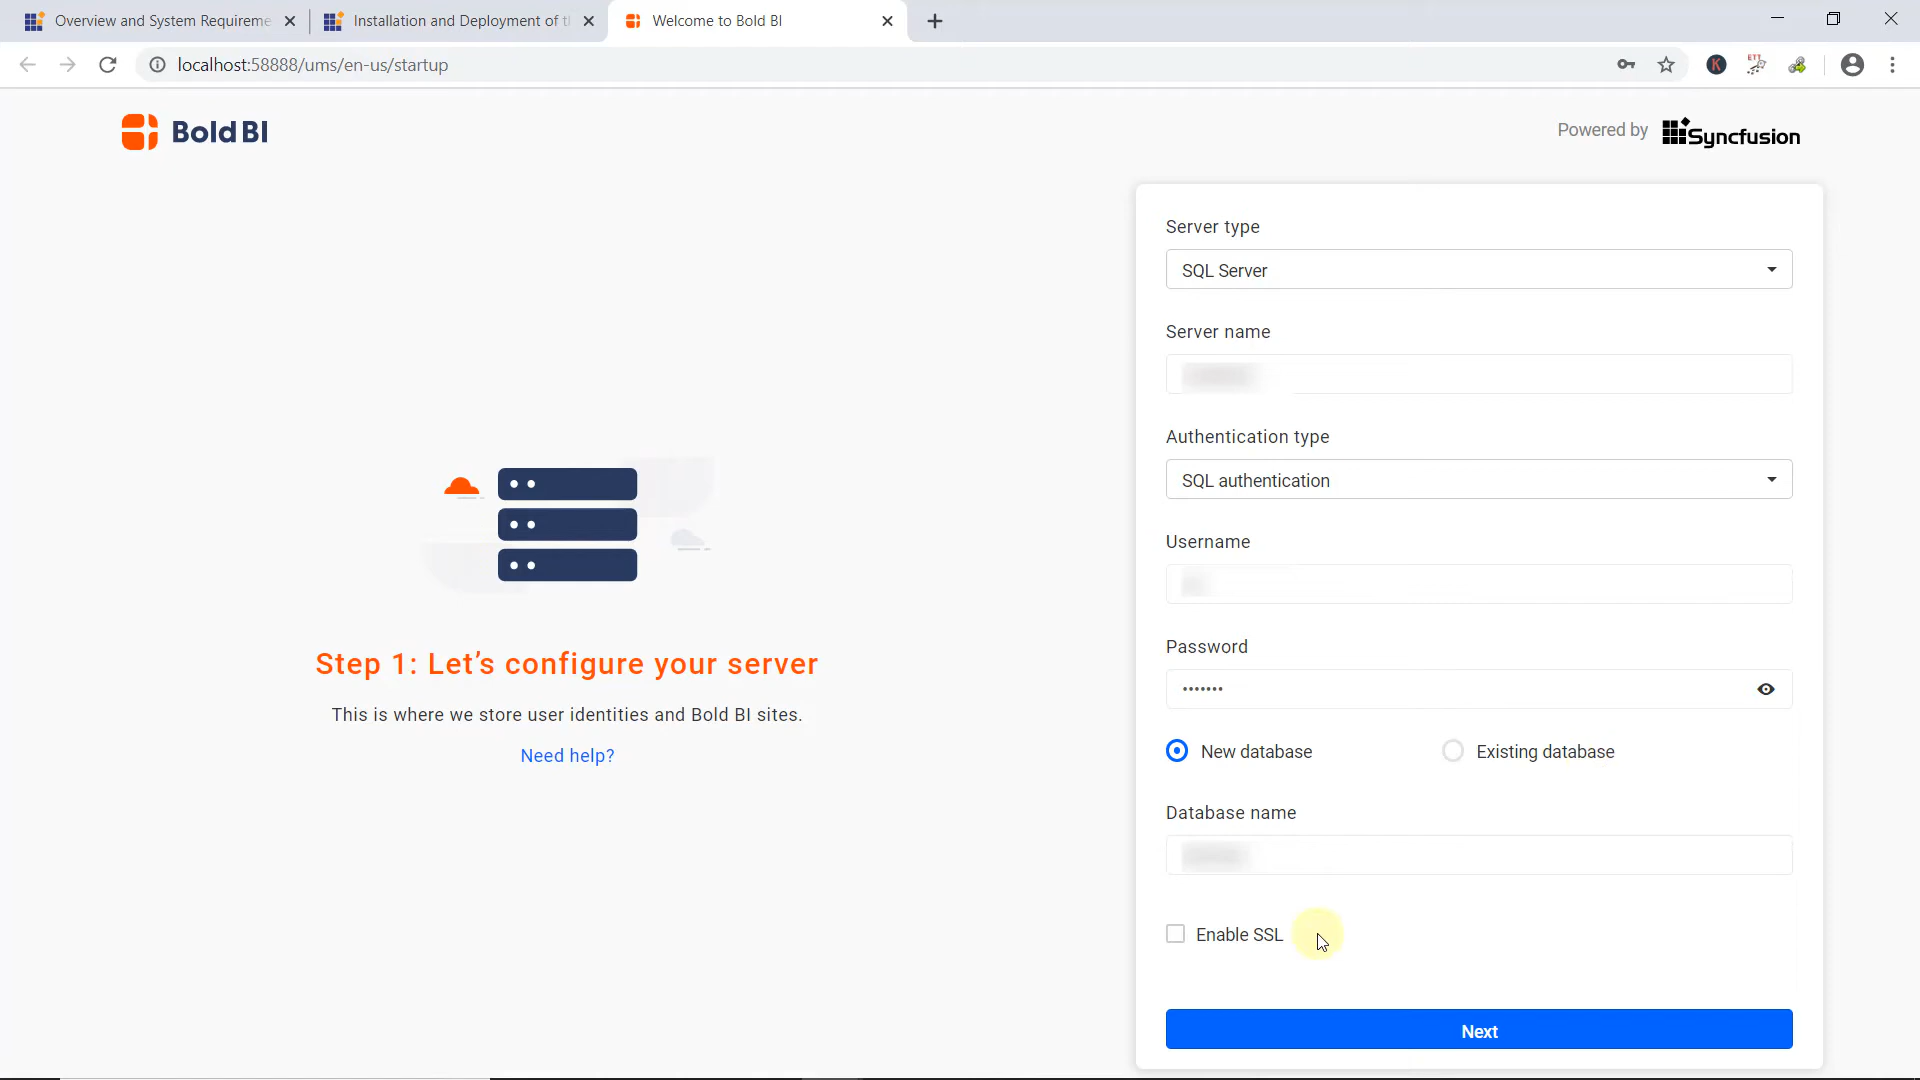 Overview and System Requireme
Installation and Deployment of t
Welcome to Bold BI
localhost:58888/ums/en-us/startup
Bold BI
Powered by Syncfusion
Server type
SQL Server
Server name
Authentication type
SQL authentication
Username
Password
•••••••
New database
Existing database
Database name
Enable SSL
Next
Step 1: Let’s configure your server
This is where we store user identities and Bold BI sites.
Need help?